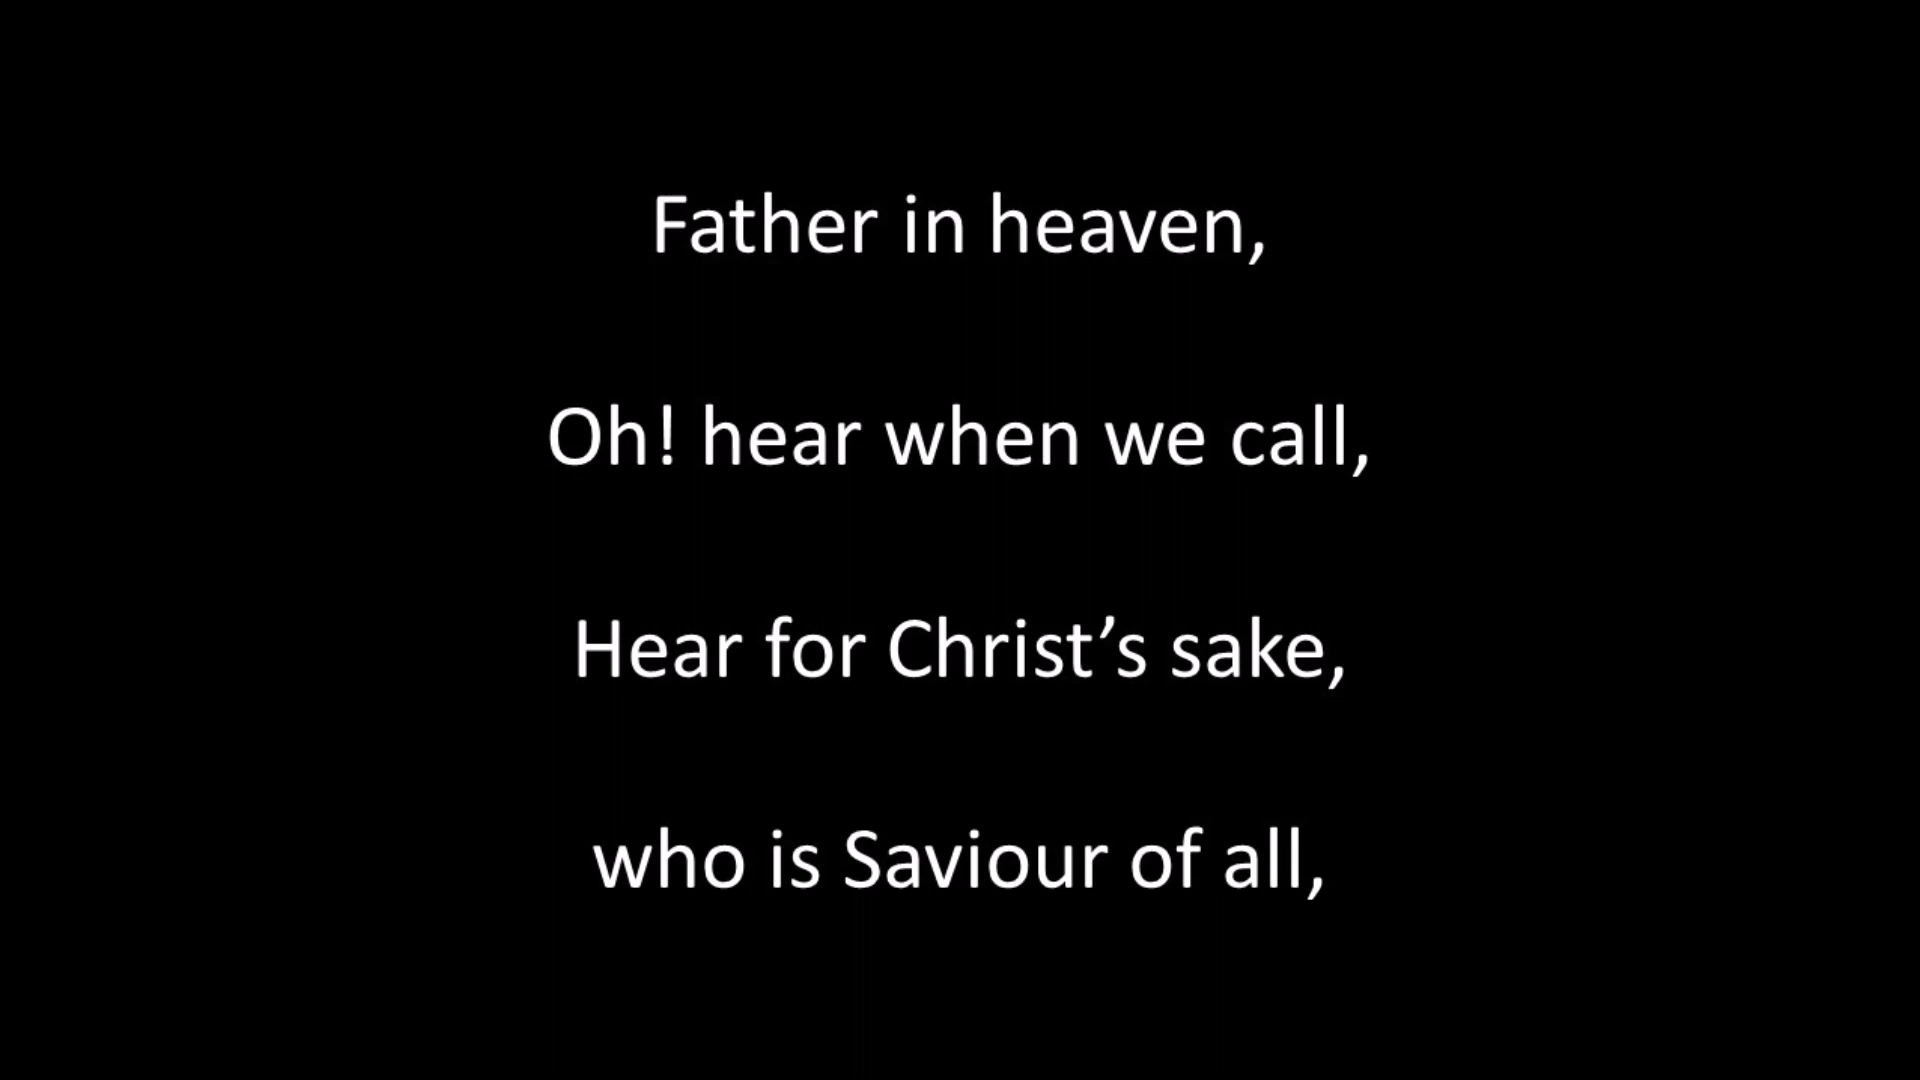 Father in heaven,
Oh! hear when we call,
Hear for Christ’s sake,
who is Saviour of all,